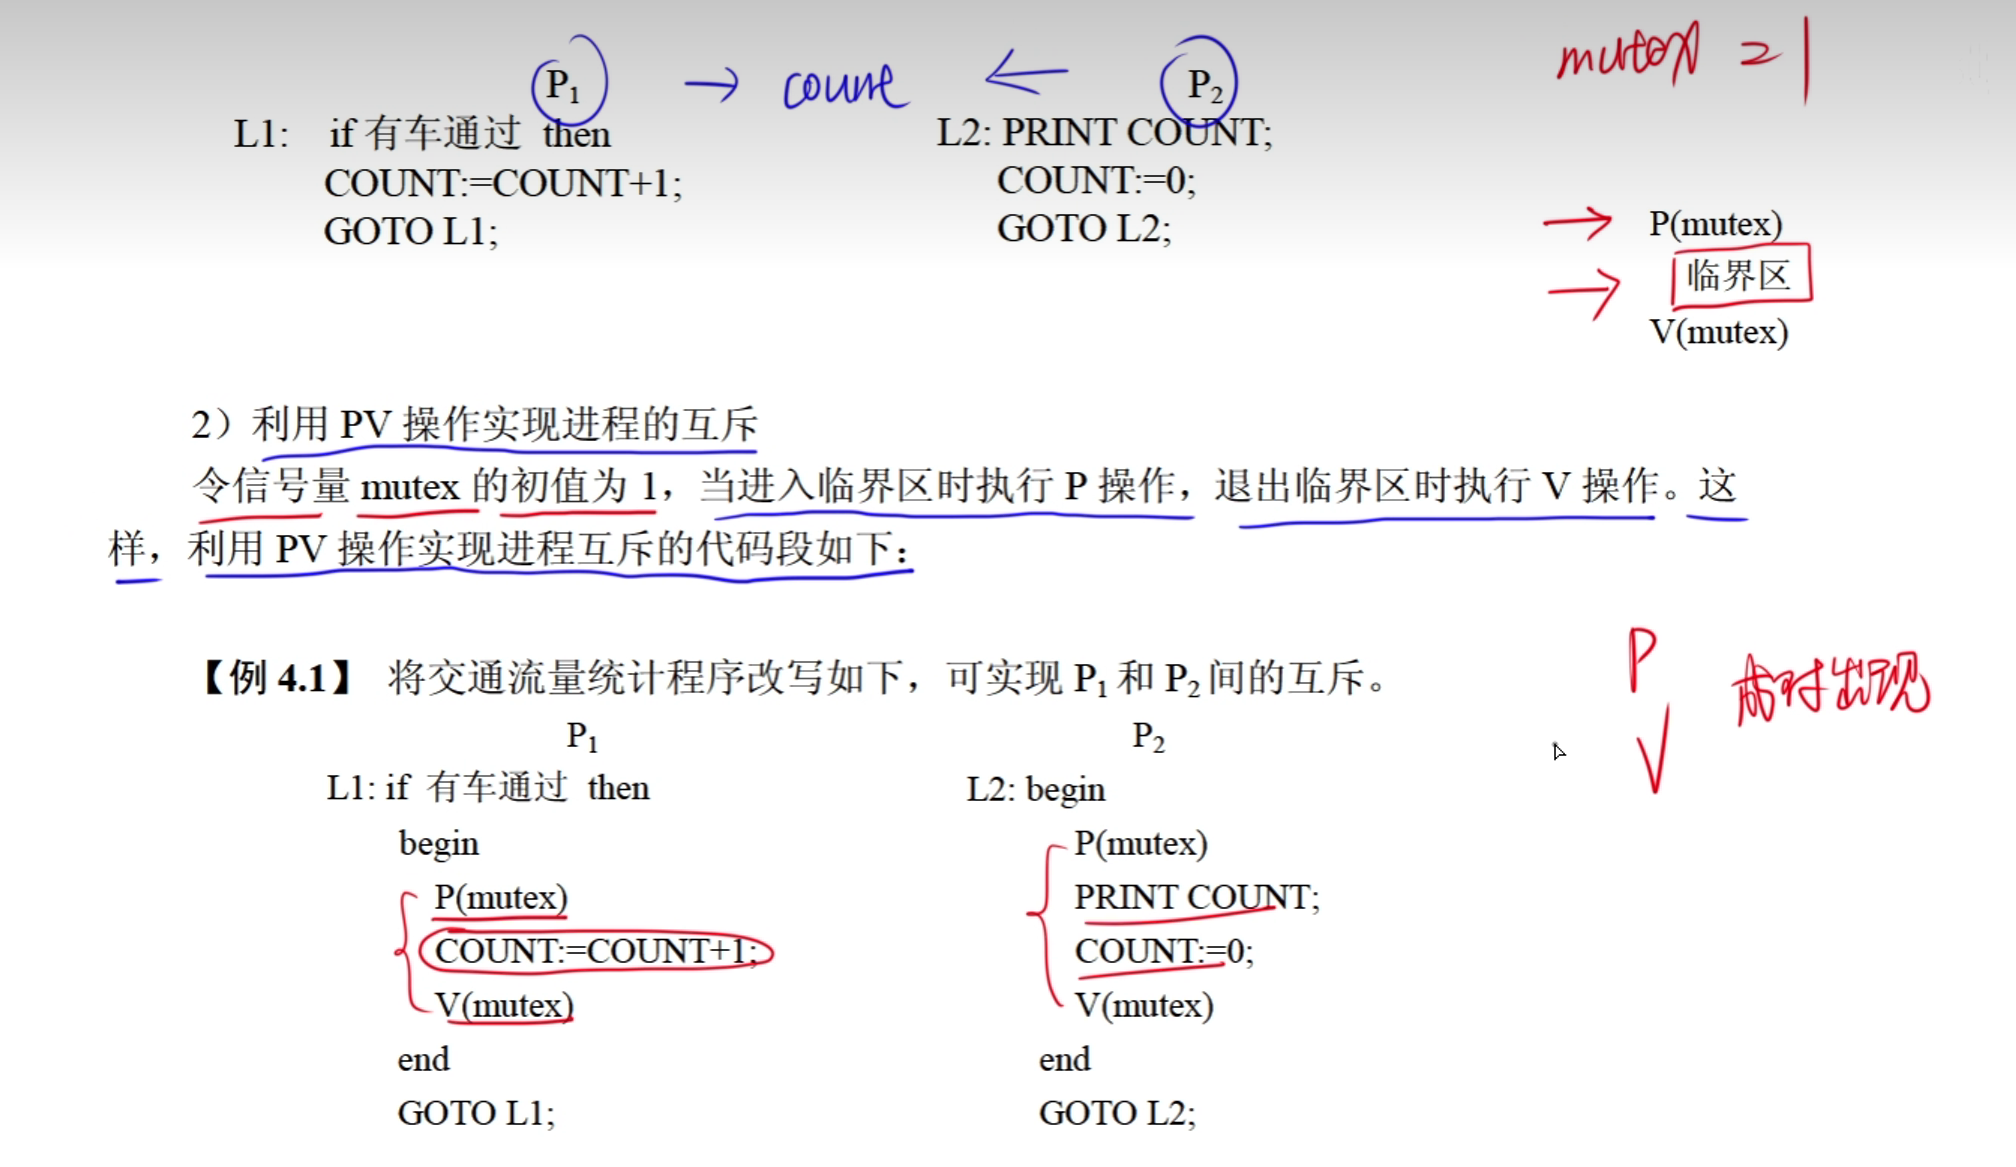 P₁ → count ← P₂
mutex = 1
L1: if 有车通过 then
COUNT:=COUNT+1;
GOTO L1;
L2: PRINT COUNT;
COUNT:=0;
GOTO L2;
P(mutex)
临界区
V(mutex)
2）利用 PV 操作实现进程的互斥
令信号量 mutex 的初值为 1，当进入临界区时执行 P 操作，退出临界区时执行 V 操作。这
样，利用 PV 操作实现进程互斥的代码段如下：
【例 4.1】 将交通流量统计程序改写如下，可实现 P₁ 和 P₂ 间的互斥。
P
V
成对出现
P₁
L1: if 有车通过 then
begin
P(mutex)
COUNT:=COUNT+1;
V(mutex)
end
GOTO L1;
P₂
L2: begin
P(mutex)
PRINT COUNT;
COUNT:=0;
V(mutex)
end
GOTO L2;